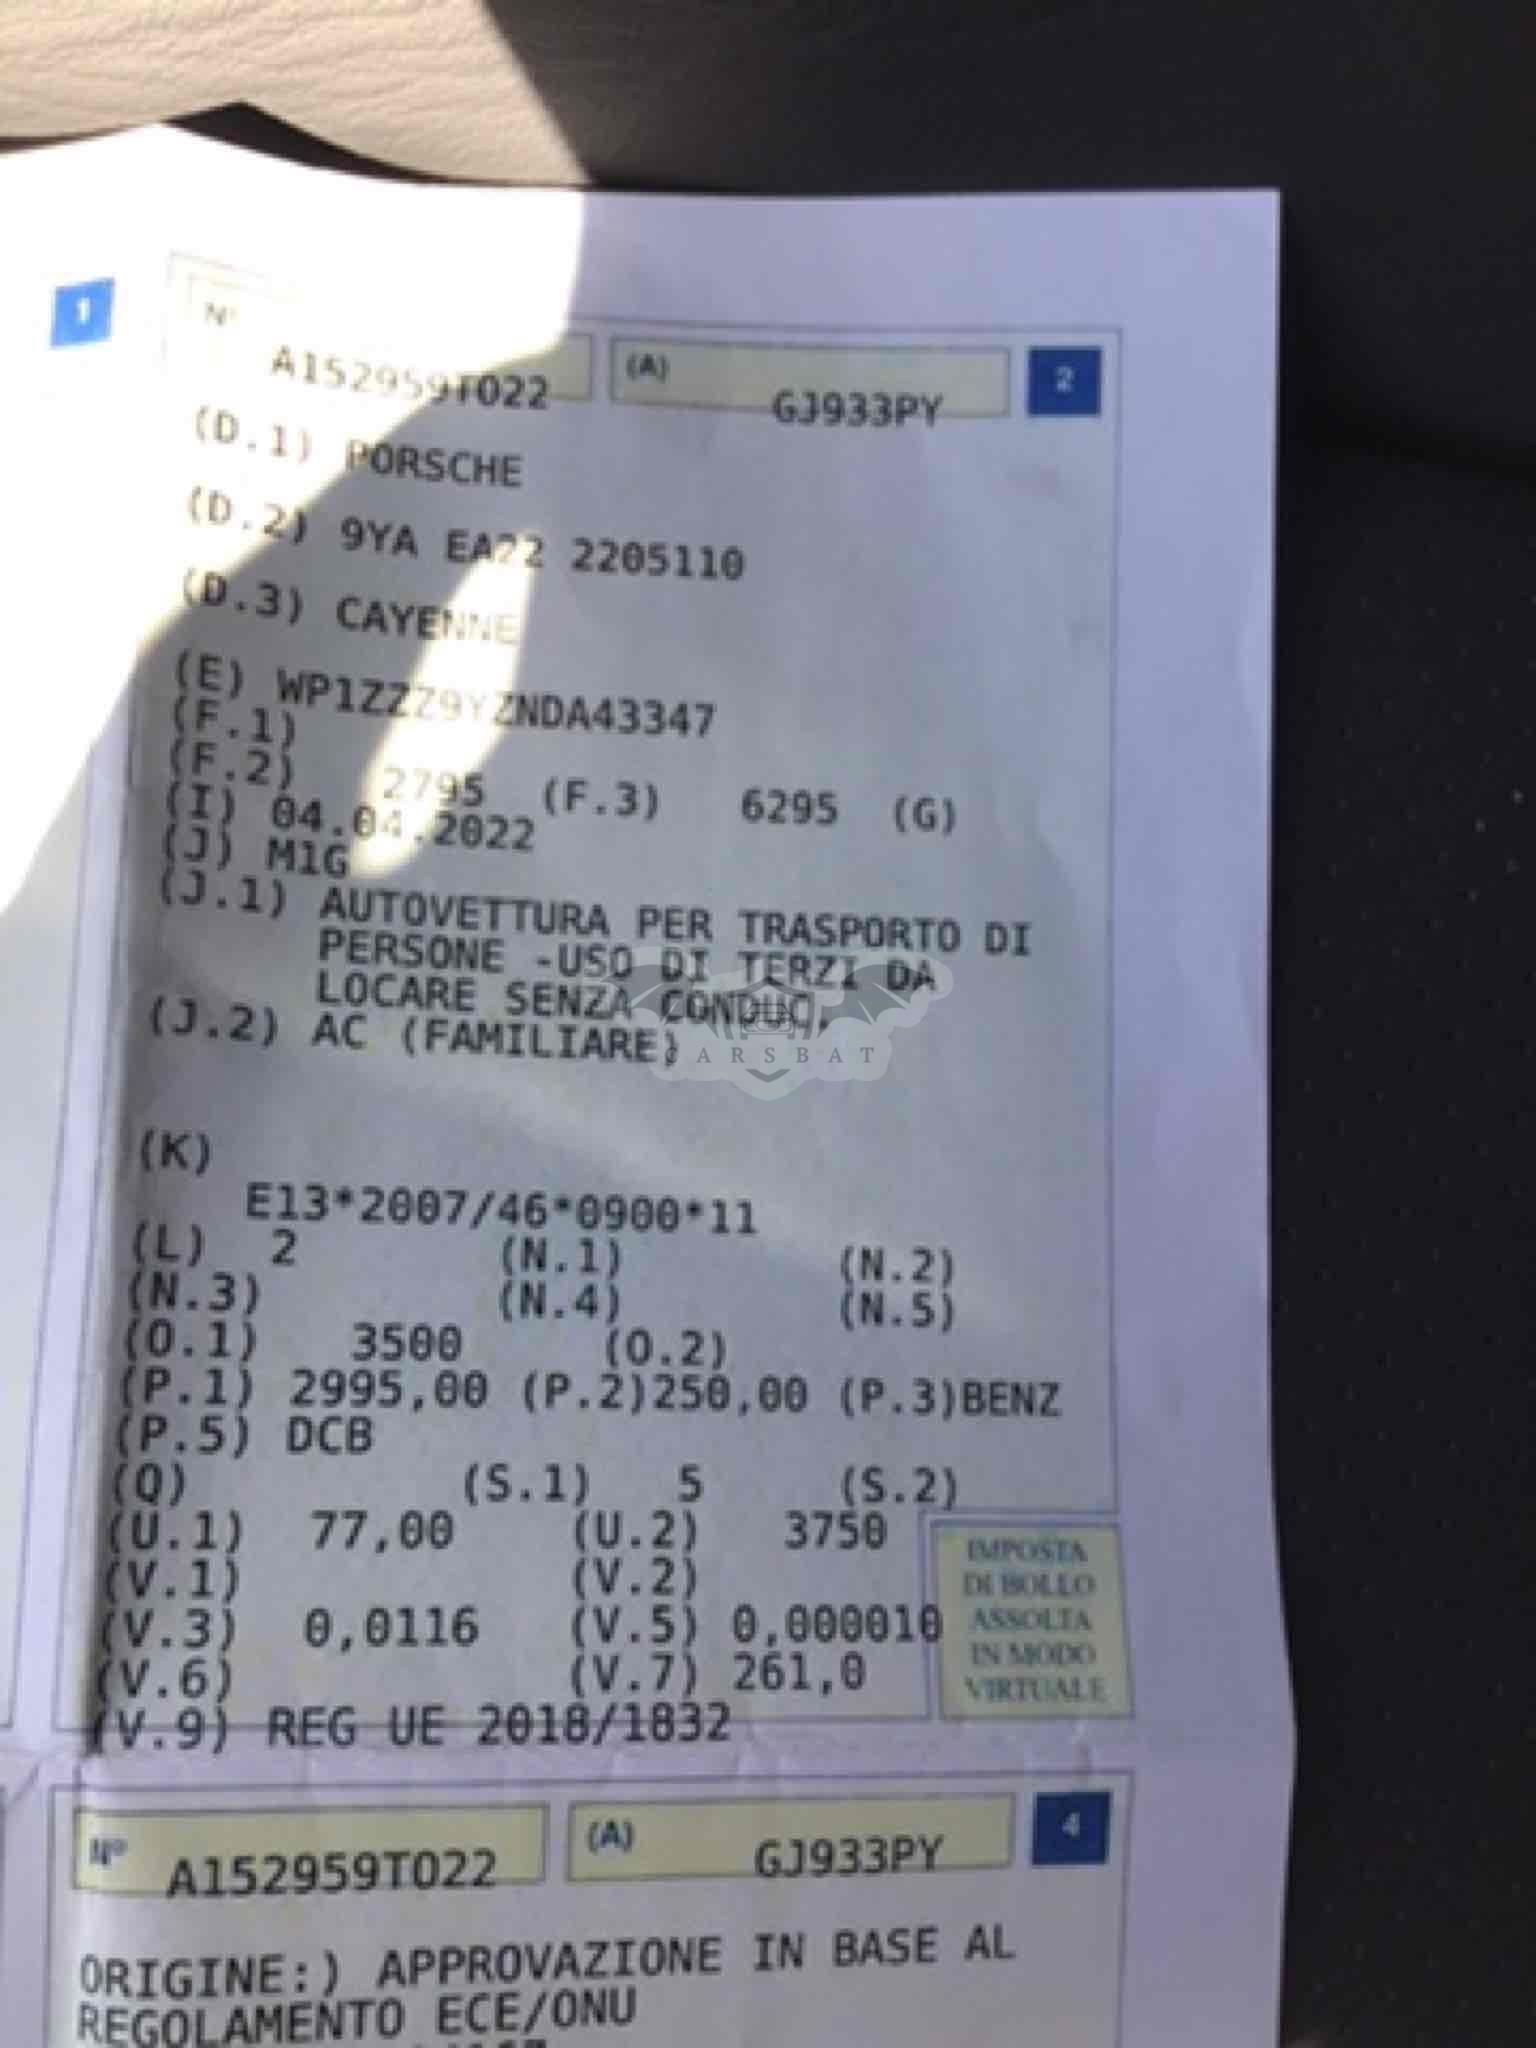 1
Nº
A152959TO22
(A)
GJ933PY
2
(D.1) PORSCHE
(D.2) 9YA EA22 2205110
(D.3) CAYENNE
(E) WP1ZZZ9YZNDA43347
(F.1)
(F.2) 2795 (F.3) 6295 (G)
(I) 04.04.2022
(J) M1G
(J.1) AUTOVETTURA PER TRASPORTO DI
PERSONE -USO DI TERZI DA
LOCARE SENZA CONDUC.
(J.2) AC (FAMILIARE)
CARSBAT
(K)
E13*2007/46*0900*11
(L) 2 (N.1) (N.2)
(N.3) (N.4) (N.5)
(O.1) 3500 (O.2)
(P.1) 2995,00 (P.2)250,00 (P.3)BENZ
(P.5) DCB
(Q) (S.1) 5 (S.2)
(U.1) 77,00 (U.2) 3750
(V.1) (V.2)
(V.3) 0,0116 (V.5) 0,000010
(V.6) (V.7) 261,0
(V.9) REG UE 2018/1832
IMPOSTA
DI BOLLO
ASSOLTA
IN MODO
VIRTUALE
Nº
A152959TO22
(A)
GJ933PY
4
ORIGINE:) APPROVAZIONE IN BASE AL
REGOLAMENTO ECE/ONU